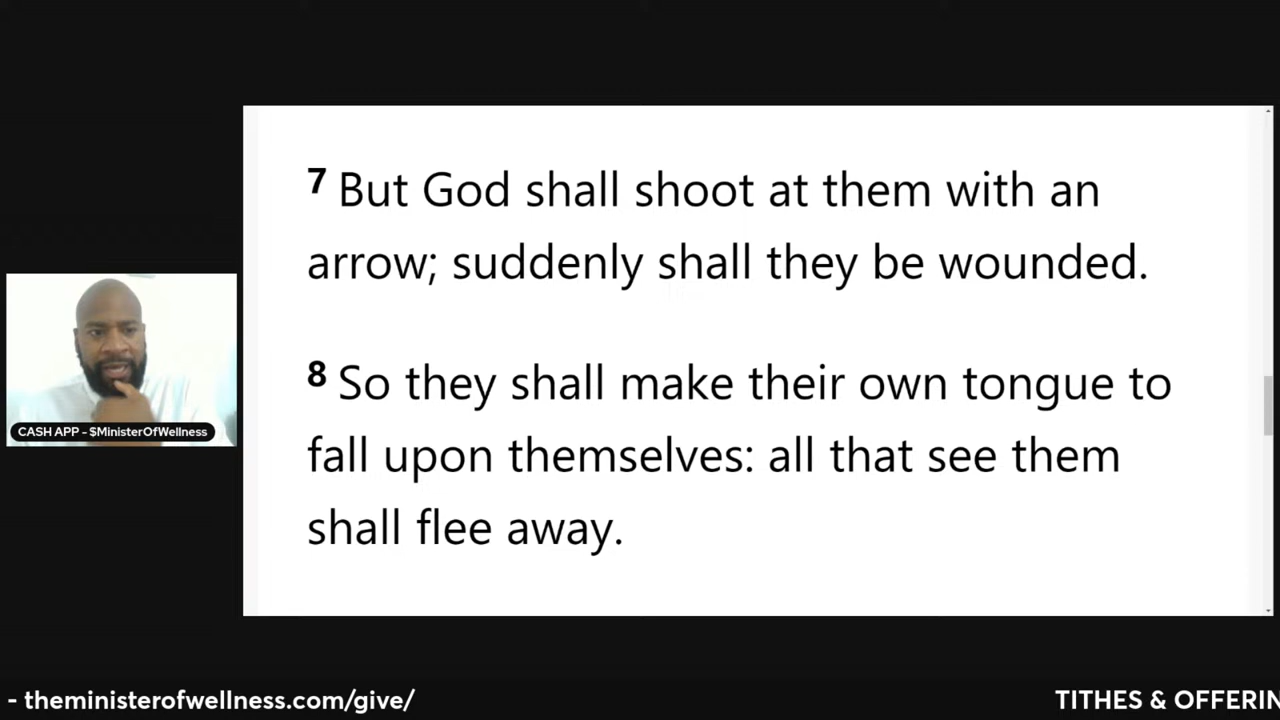 7 But God shall shoot at them with an
arrow; suddenly shall they be wounded.
8 So they shall make their own tongue to
fall upon themselves: all that see them
shall flee away.
CASH APP - $MinisterOfWellness
- theministerofwellness.com/give/
TITHES & OFFERIN